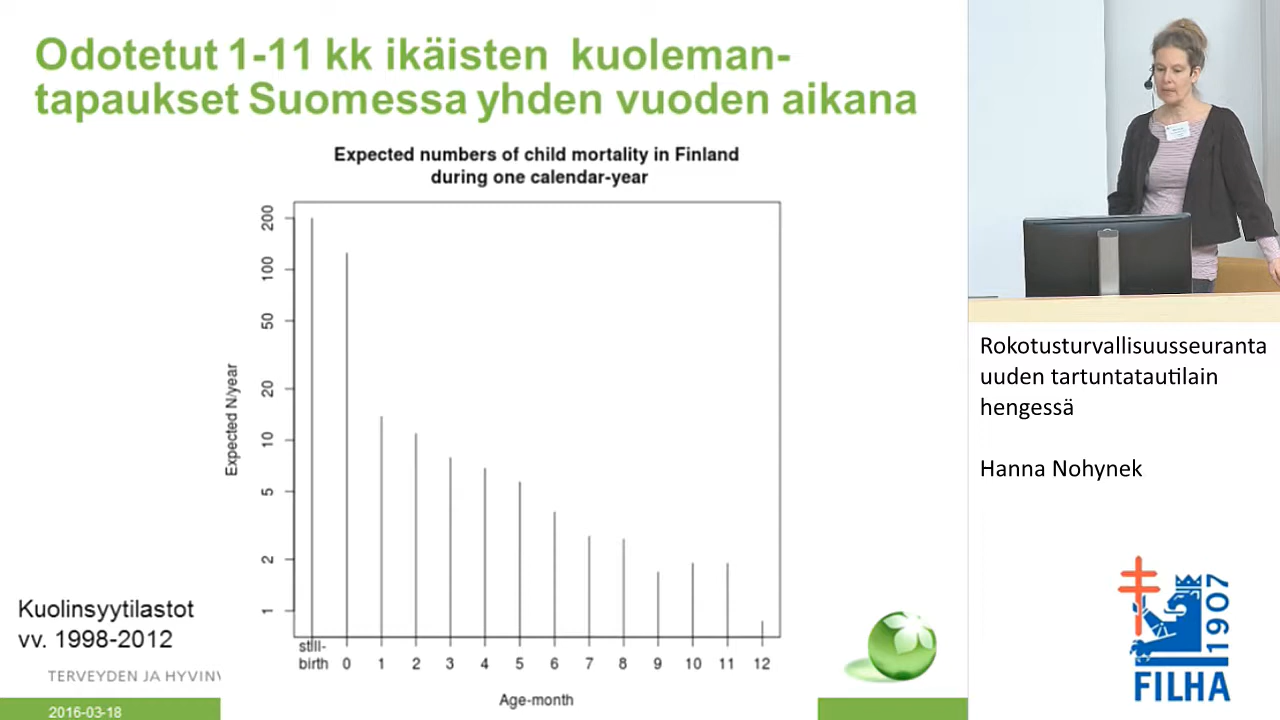 Odotetut 1-11 kk ikäisten kuoleman-
tapaukset Suomessa yhden vuoden aikana
Expected numbers of child mortality in Finland
during one calendar-year
Expected N/year
200
100
50
20
10
5
2
1
still-
birth 0 1 2 3 4 5 6 7 8 9 10 11 12
Age-month
Kuolinsyytilastot
vv. 1998-2012
TERVEYDEN JA HYVINV
2016-03-18
Rokotusturvallisuusseuranta
uuden tartuntatautilain
hengessä
Hanna Nohynek
1907
FILHA